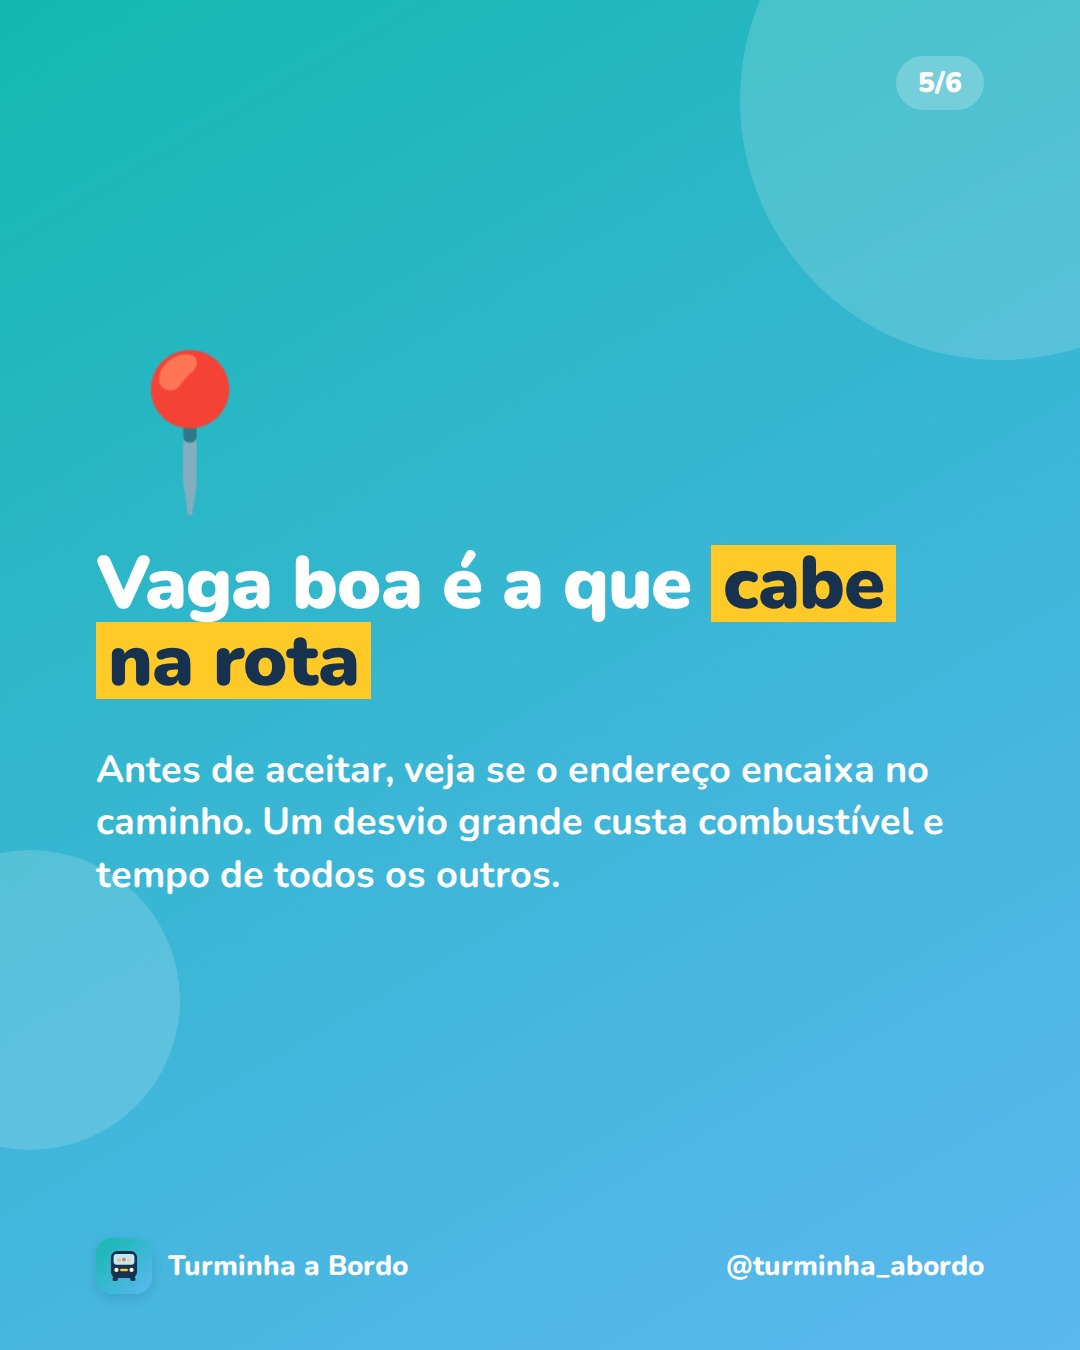 5/6
Vaga boa é a que cabe
na rota
Antes de aceitar, veja se o endereço encaixa no
caminho. Um desvio grande custa combustível e
tempo de todos os outros.
Turminha a Bordo
@turminha_abordo